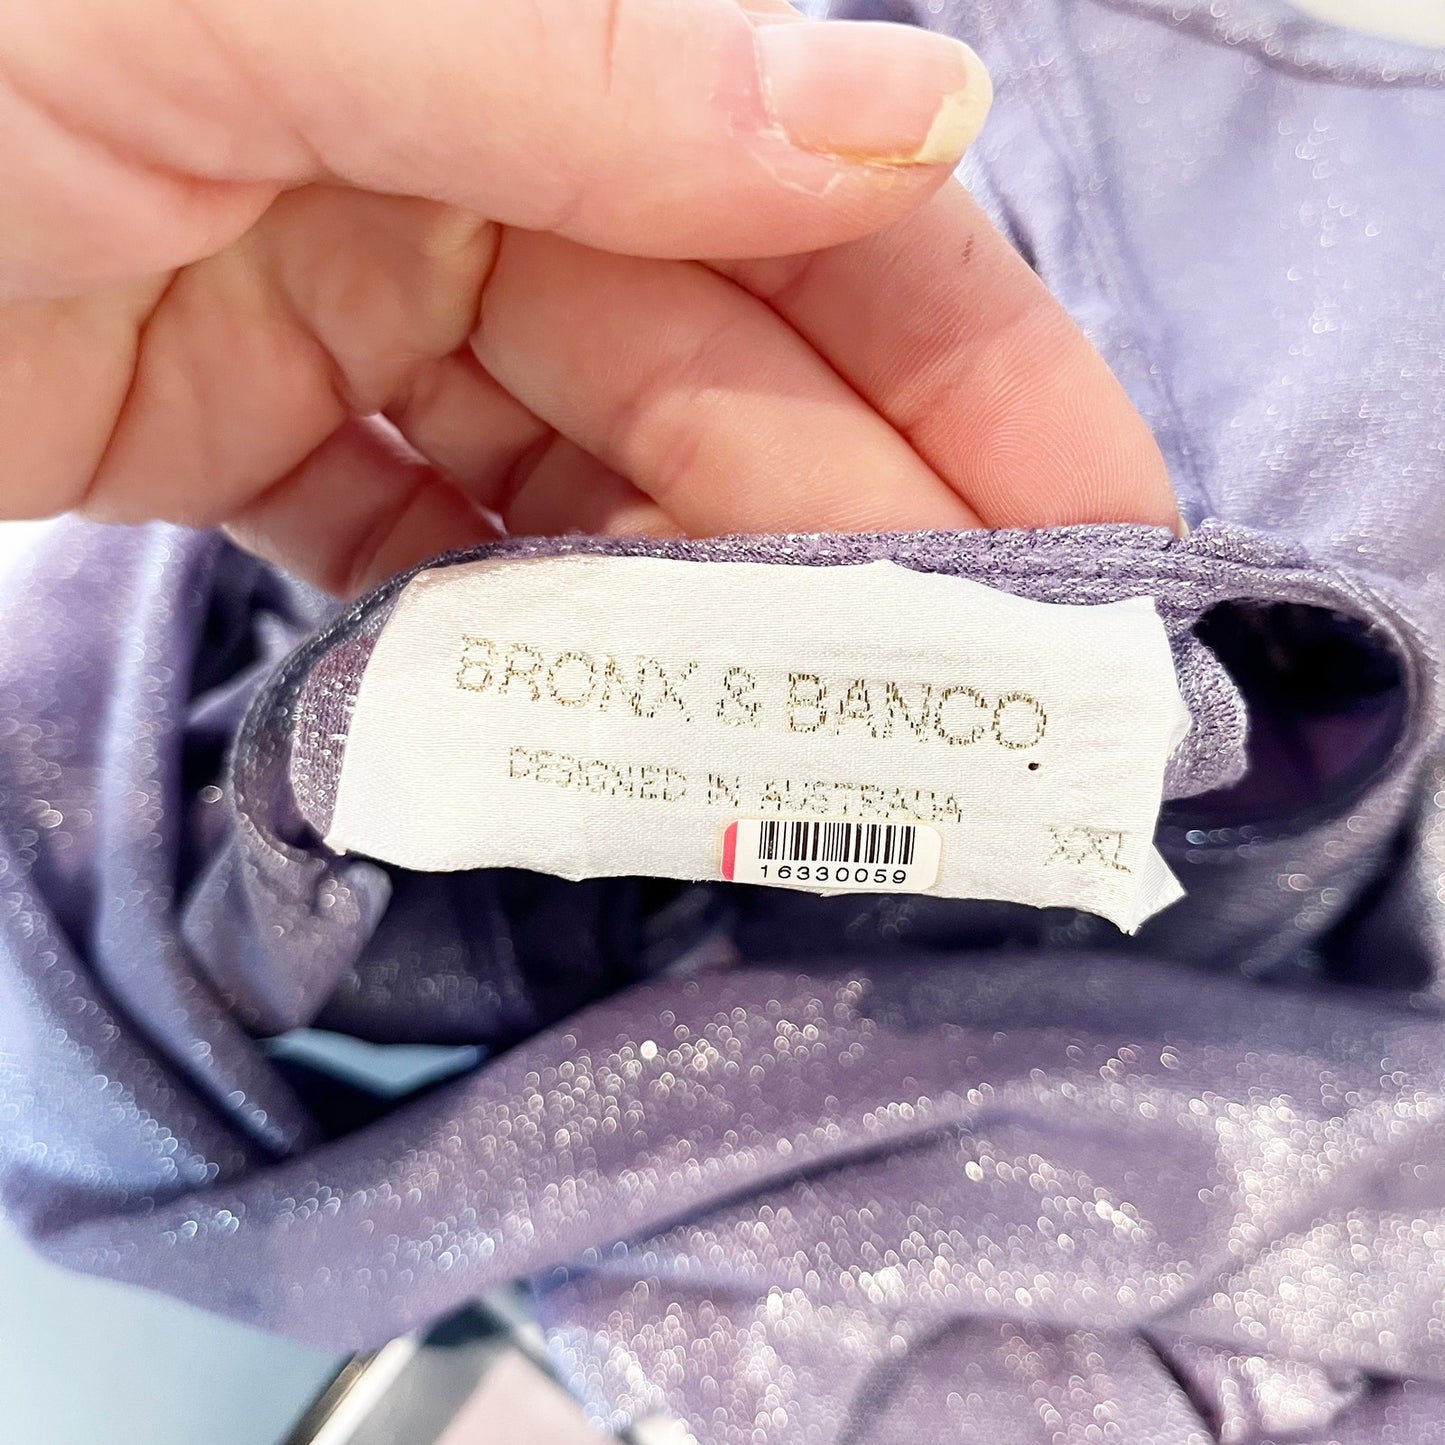 BRONX & BANCO
DESIGNED IN AUSTRALIA
XXL
16330059